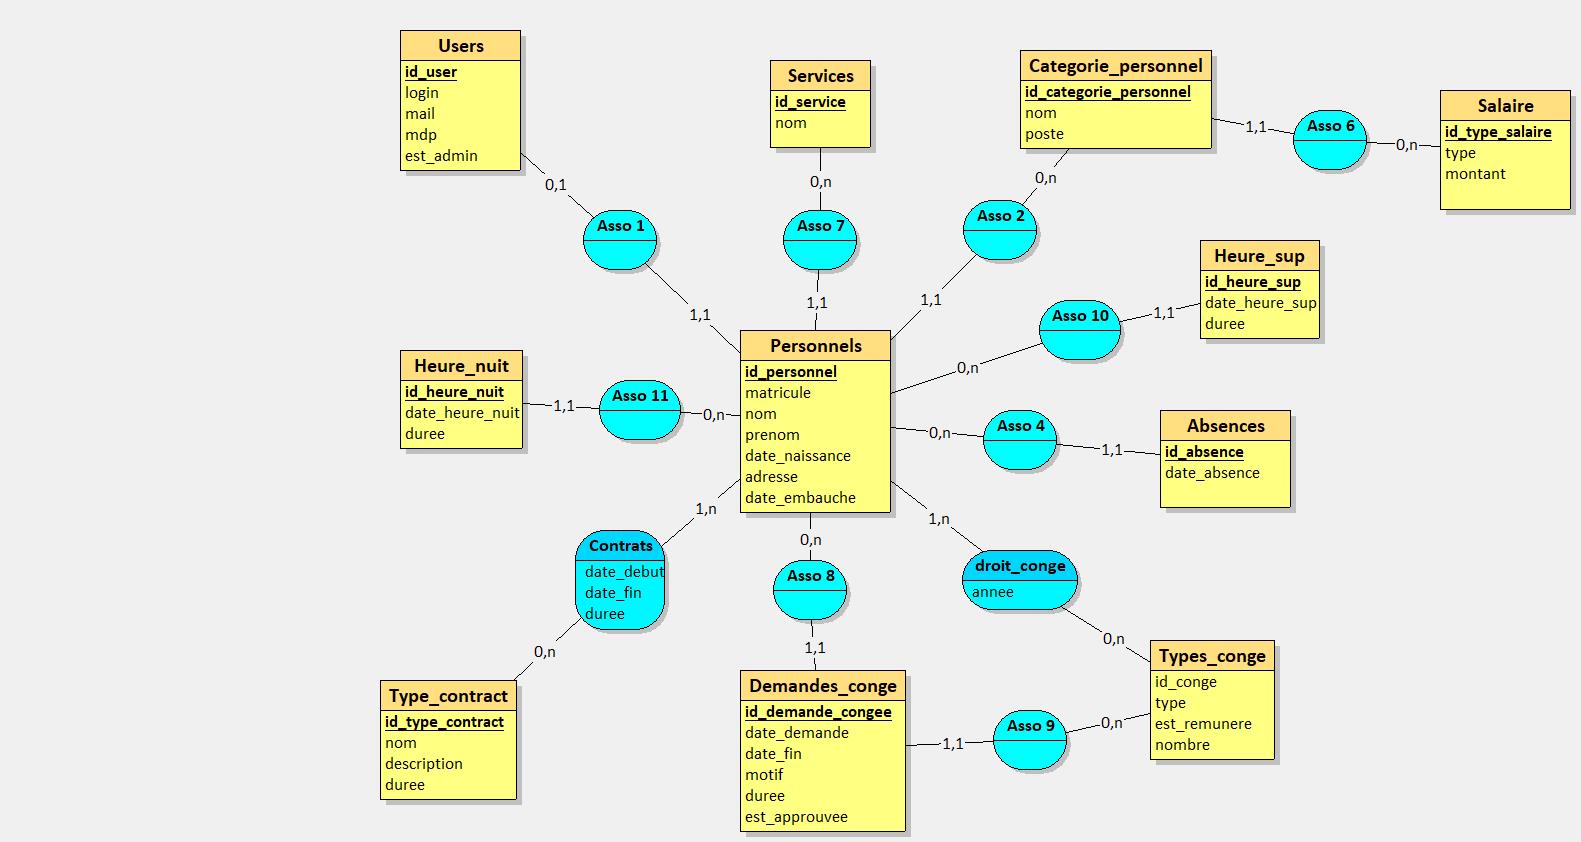 Users
id_user
login
mail
mdp
est_admin
0,1
Asso 1
1,1
Services
id_service
nom
0,n
Asso 7
1,1
Categorie_personnel
id_categorie_personnel
nom
poste
0,n
Asso 2
1,1
1,1
Asso 6
0,n
Salaire
id_type_salaire
type
montant
Heure_sup
id_heure_sup
date_heure_sup
duree
1,1
Asso 10
0,n
Personnels
id_personnel
matricule
nom
prenom
date_naissance
adresse
date_embauche
Heure_nuit
id_heure_nuit
date_heure_nuit
duree
1,1
Asso 11
0,n
0,n
Asso 4
1,1
Absences
id_absence
date_absence
1,n
Contrats
date_debut
date_fin
duree
0,n
Type_contract
id_type_contract
nom
description
duree
0,n
Asso 8
1,1
Demandes_conge
id_demande_congee
date_demande
date_fin
motif
duree
est_approuvee
1,n
droit_conge
annee
0,n
Types_conge
id_conge
type
est_remunere
nombre
1,1
Asso 9
0,n